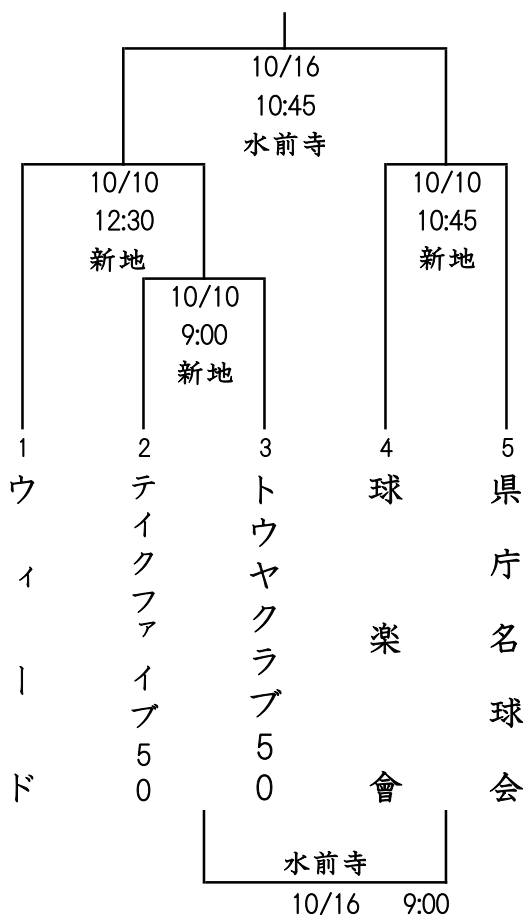 10/16
10:45
水前寺
10/10
12:30
新地
10/10
10:45
新地
10/10
9:00
新地
1
2
3
4
5
ウィード
テイクファイブ50
トウヤクラブ50
球楽會
県庁名球会
水前寺
10/16 9:00